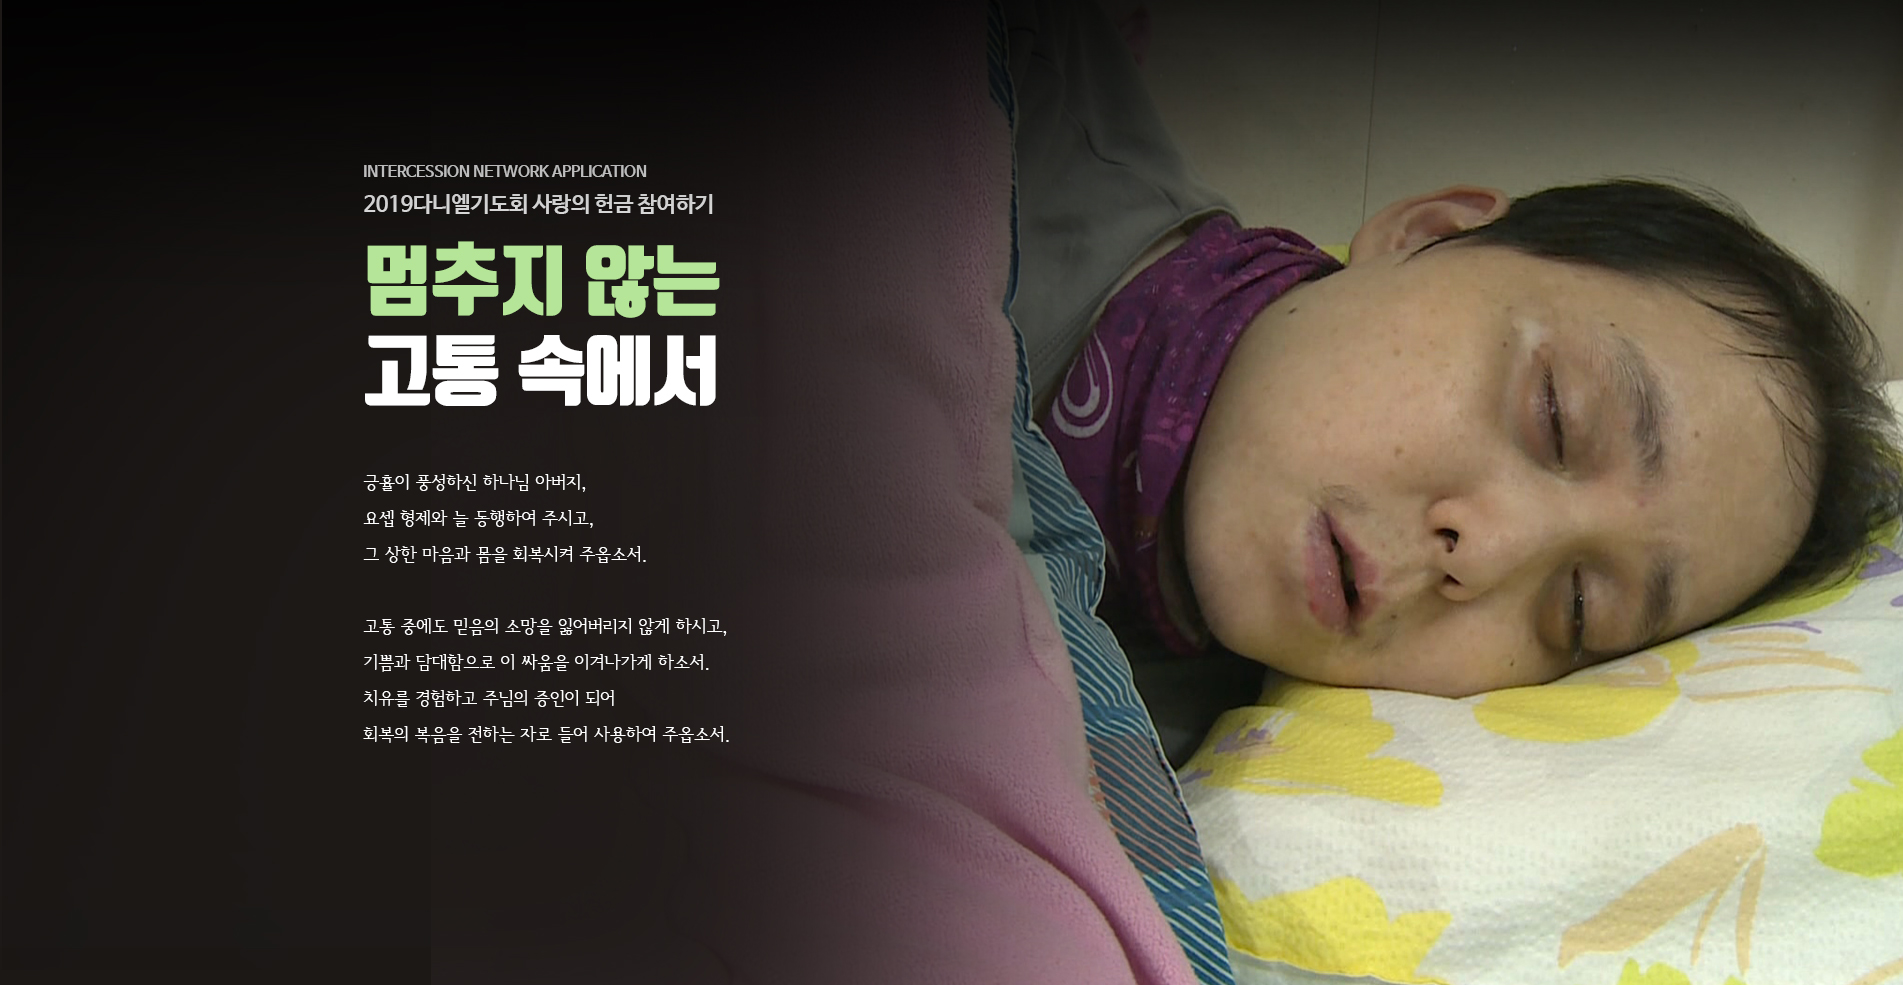 INTERCESSION NETWORK APPLICATION
2019다니엘기도회 사랑의 헌금 참여하기
멈추지 않는
고통 속에서
긍휼이 풍성하신 하나님 아버지,
요셉 형제와 늘 동행하여 주시고,
그 상한 마음과 몸을 회복시켜 주옵소서.
고통 중에도 믿음의 소망을 잃어버리지 않게 하시고,
기쁨과 담대함으로 이 싸움을 이겨나가게 하소서.
치유를 경험하고 주님의 증인이 되어
회복의 복음을 전하는 자로 들어 사용하여 주옵소서.